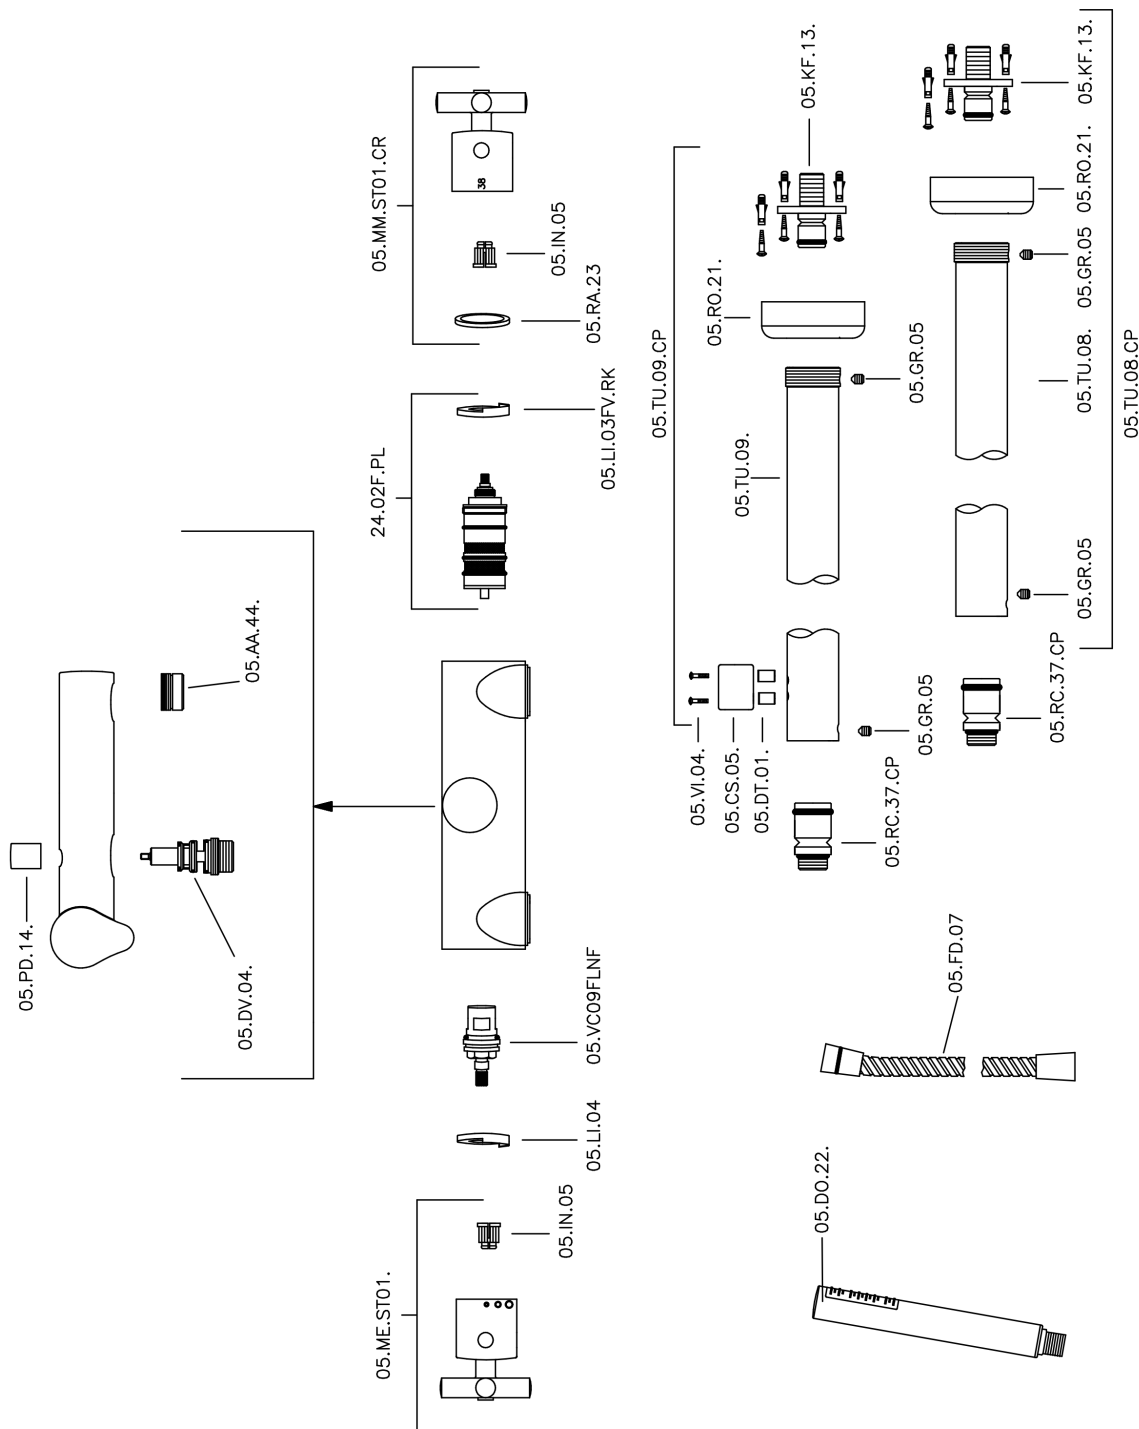 05.PD.14.
05.DV.04.
05.AA.44.
05.ME.ST01.
05.IN.05
05.LI.04
05.VC09FLNF
24.02F.PL
05.LI.03FV.RK
05.MM.ST01.CR
05.RA.23
05.IN.05
38
05.DO.22.
05.FD.07
05.TU.09.CP
05.VI.04.
05.CS.05.
05.DT.01.
05.RC.37.CP
05.GR.05
05.TU.09.
05.GR.05
05.RO.21.
05.KF.13.
05.RC.37.CP
05.GR.05
05.TU.08.
05.GR.05
05.RO.21.
05.KF.13.
05.TU.08.CP